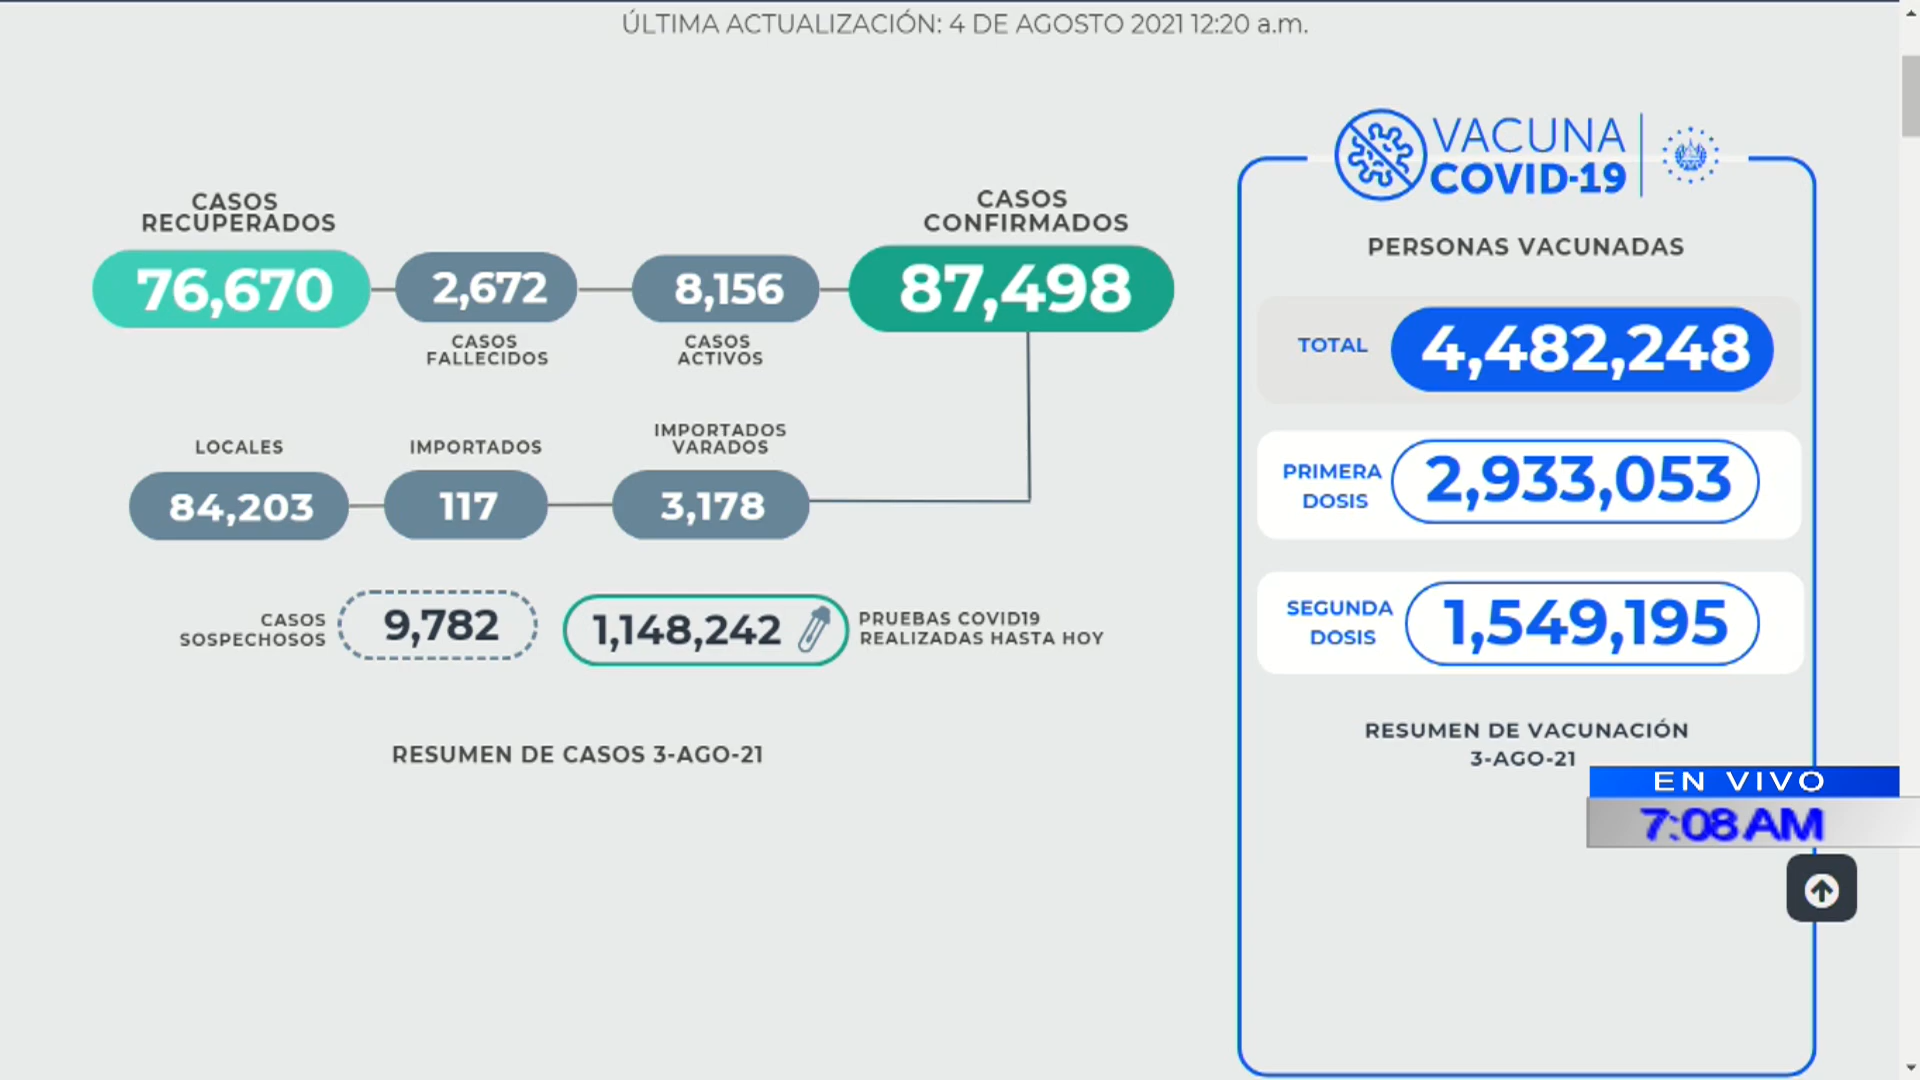 ÚLTIMA ACTUALIZACIÓN: 4 DE AGOSTO 2021 12:20 a.m.
CASOS
RECUPERADOS
76,670
2,672
CASOS
FALLECIDOS
8,156
CASOS
ACTIVOS
CASOS
CONFIRMADOS
87,498
LOCALES
84,203
IMPORTADOS
117
IMPORTADOS
VARADOS
3,178
CASOS
SOSPECHOSOS
9,782
1,148,242
PRUEBAS COVID19
REALIZADAS HASTA HOY
RESUMEN DE CASOS 3-AGO-21
VACUNA
COVID-19
PERSONAS VACUNADAS
TOTAL
4,482,248
PRIMERA
DOSIS
2,933,053
SEGUNDA
DOSIS
1,549,195
RESUMEN DE VACUNACIÓN
3-AGO-21
EN VIVO
7:08 AM